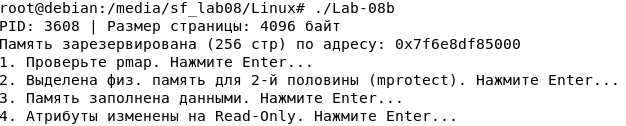 root@debian:/media/sf_lab08/Linux# ./Lab-08b
PID: 3608 | Размер страницы: 4096 байт
Память зарезервирована (256 стр) по адресу: 0x7f6e8df85000
1. Проверьте pmap. Нажмите Enter...
2. Выделена физ. память для 2-й половины (mprotect). Нажмите Enter...
3. Память заполнена данными. Нажмите Enter...
4. Атрибуты изменены на Read-Only. Нажмите Enter...